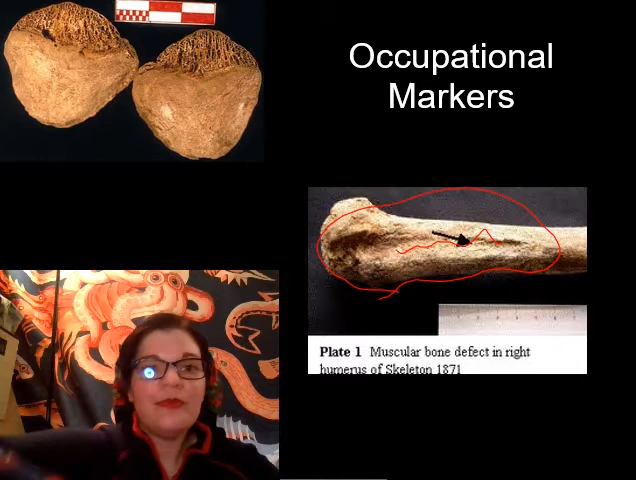 Occupational
Markers
Plate 1 Muscular bone defect in right
humerus of Skeleton 1871